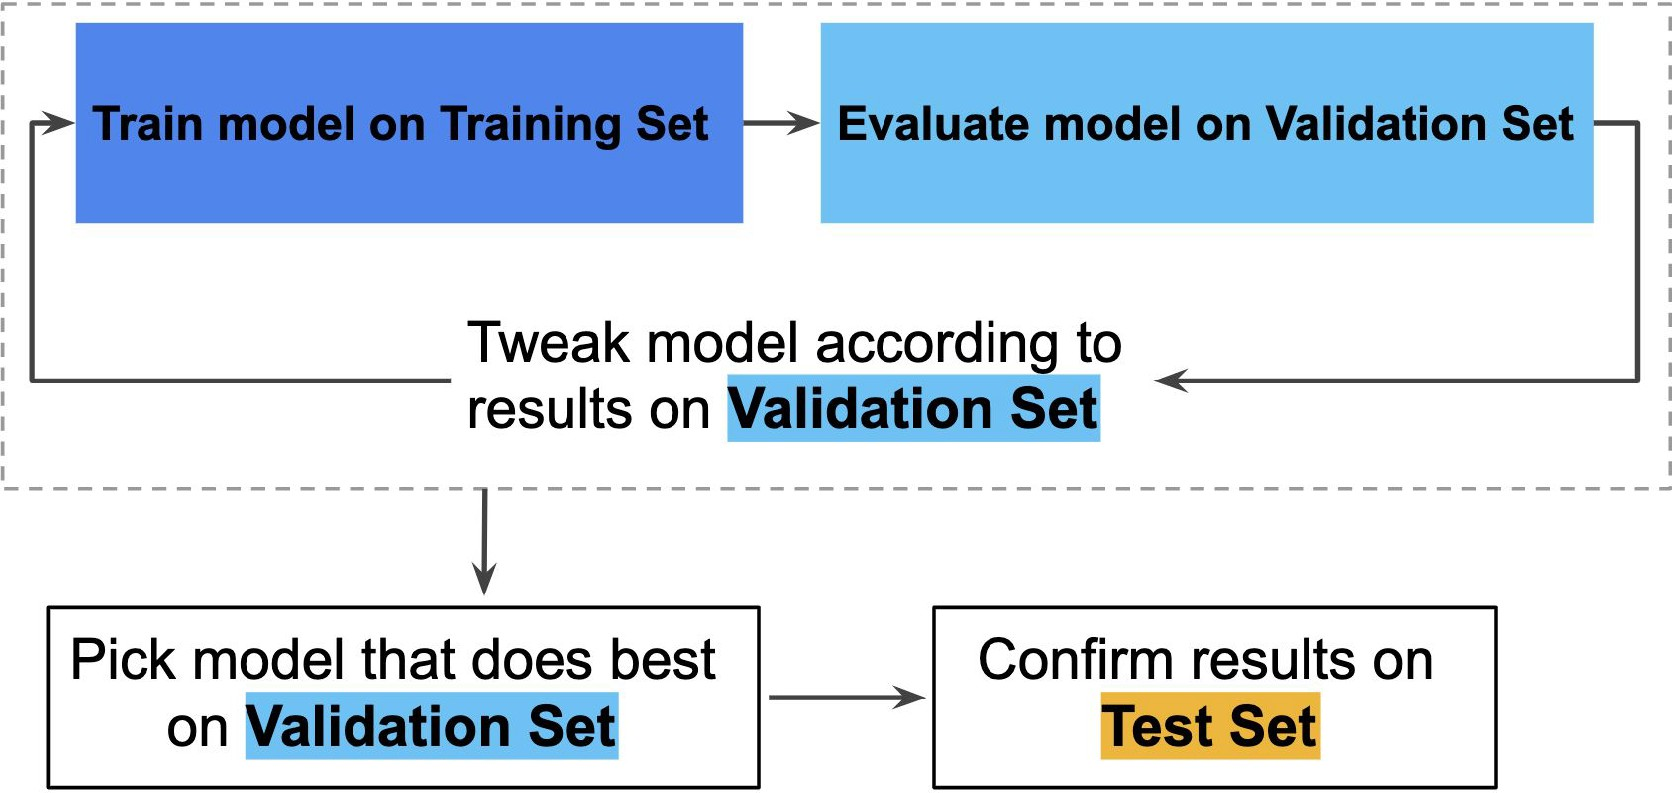 Train model on Training Set
Evaluate model on Validation Set
Tweak model according to
results on Validation Set
Pick model that does best
on Validation Set
Confirm results on
Test Set